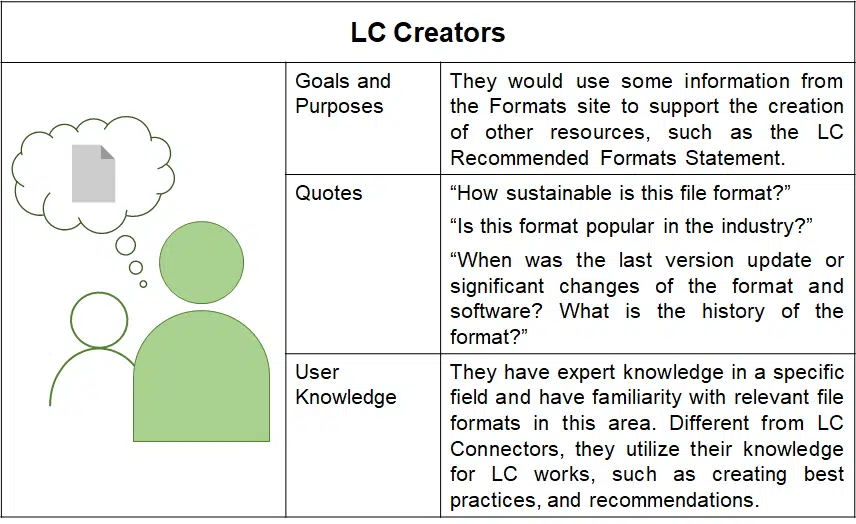 LC Creators
Goals and
Purposes
They would use some information from
the Formats site to support the creation
of other resources, such as the LC
Recommended Formats Statement.
Quotes
“How sustainable is this file format?”
“Is this format popular in the industry?”
“When was the last version update or
significant changes of the format and
software? What is the history of the
format?”
User
Knowledge
They have expert knowledge in a specific
field and have familiarity with relevant file
formats in this area. Different from LC
Connectors, they utilize their knowledge
for LC works, such as creating best
practices, and recommendations.